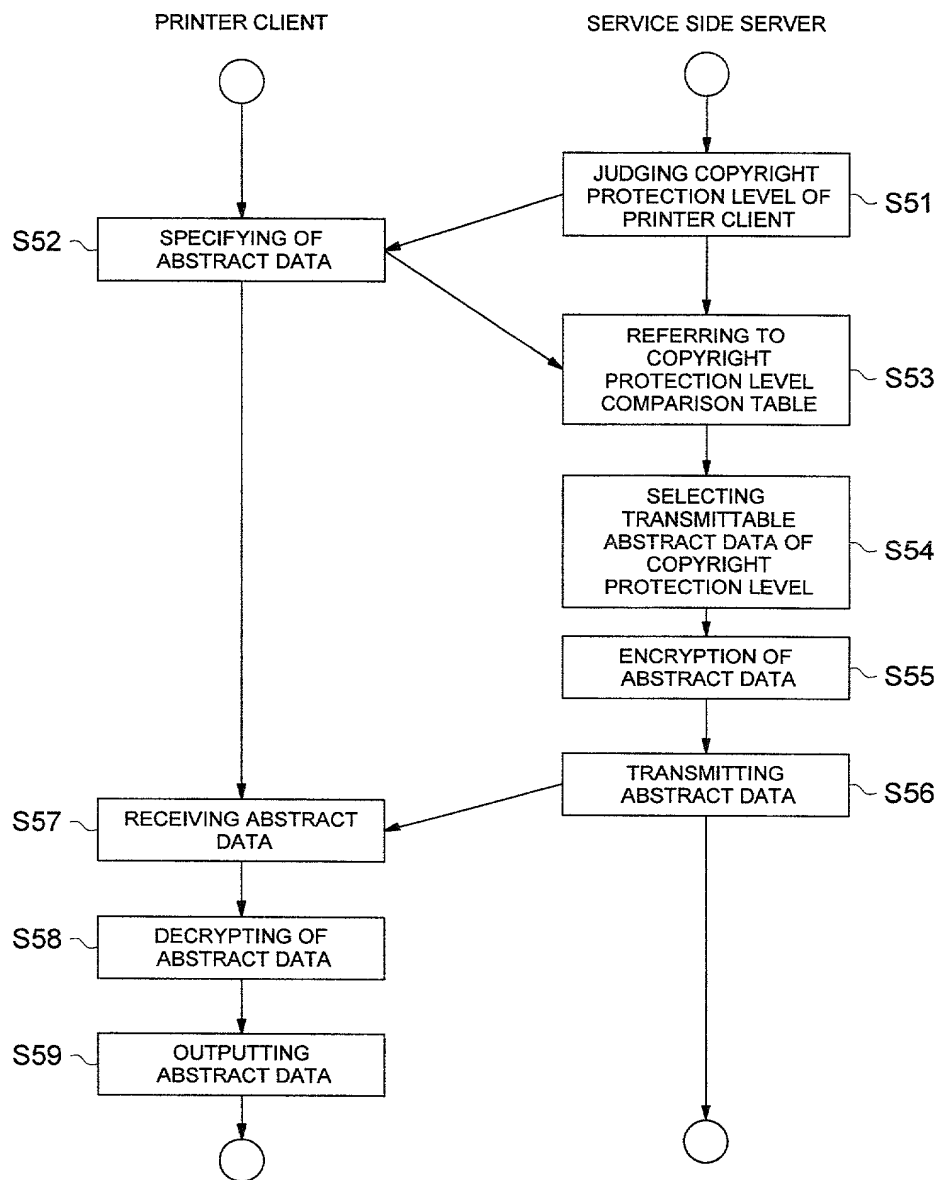 PRINTER CLIENT
SERVICE SIDE SERVER
JUDGING COPYRIGHT
PROTECTION LEVEL OF
PRINTER CLIENT
S51
S52
SPECIFYING OF
ABSTRACT DATA
REFERRING TO
COPYRIGHT
PROTECTION LEVEL
COMPARISON TABLE
S53
SELECTING
TRANSMITTABLE
ABSTRACT DATA OF
COPYRIGHT
PROTECTION LEVEL
S54
ENCRYPTION OF
ABSTRACT DATA
S55
TRANSMITTING
ABSTRACT DATA
S56
S57
RECEIVING ABSTRACT
DATA
S58
DECRYPTING OF
ABSTRACT DATA
S59
OUTPUTTING
ABSTRACT DATA